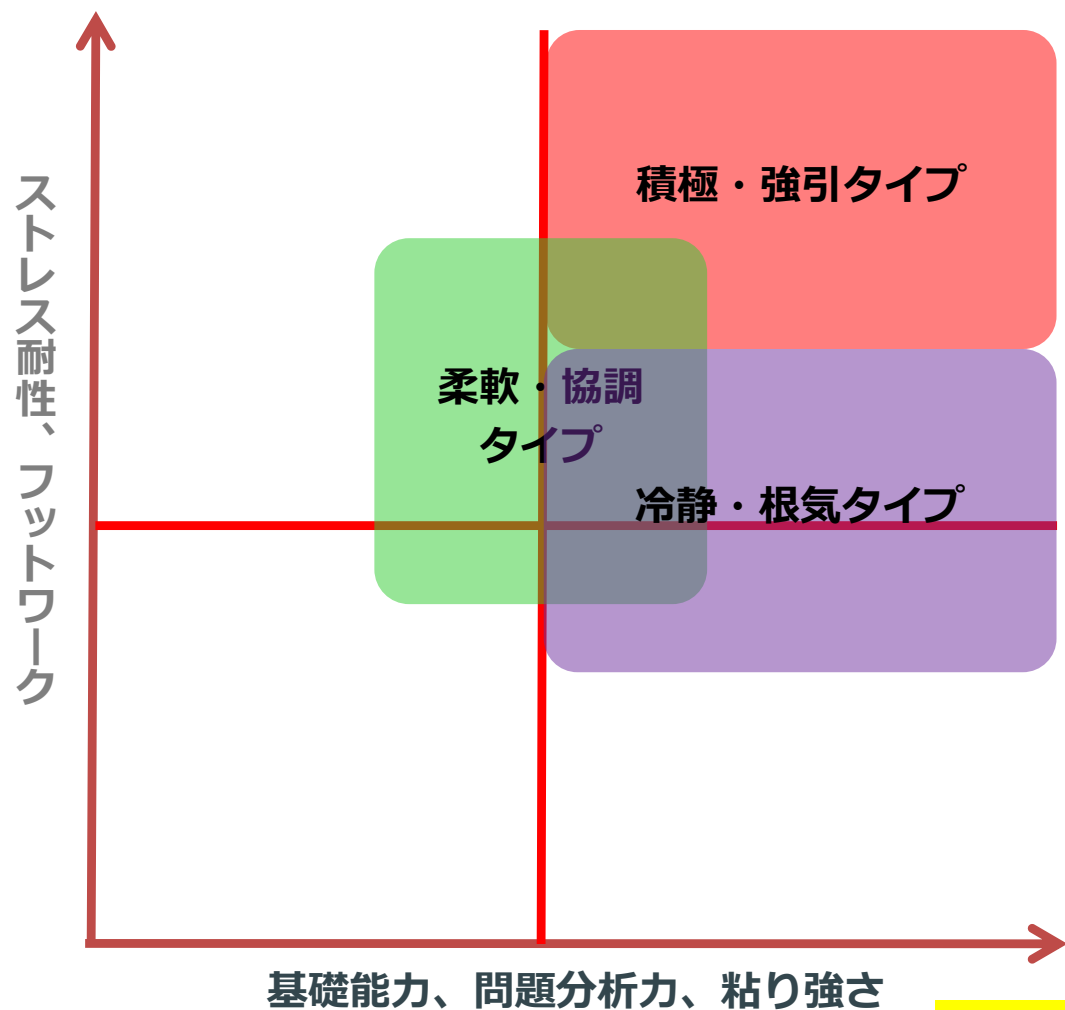 積極・強引タイプ
ストレス耐性、フットワーク
柔軟・協調
タイプ
冷静・根気タイプ
基礎能力、問題分析力、粘り強さ